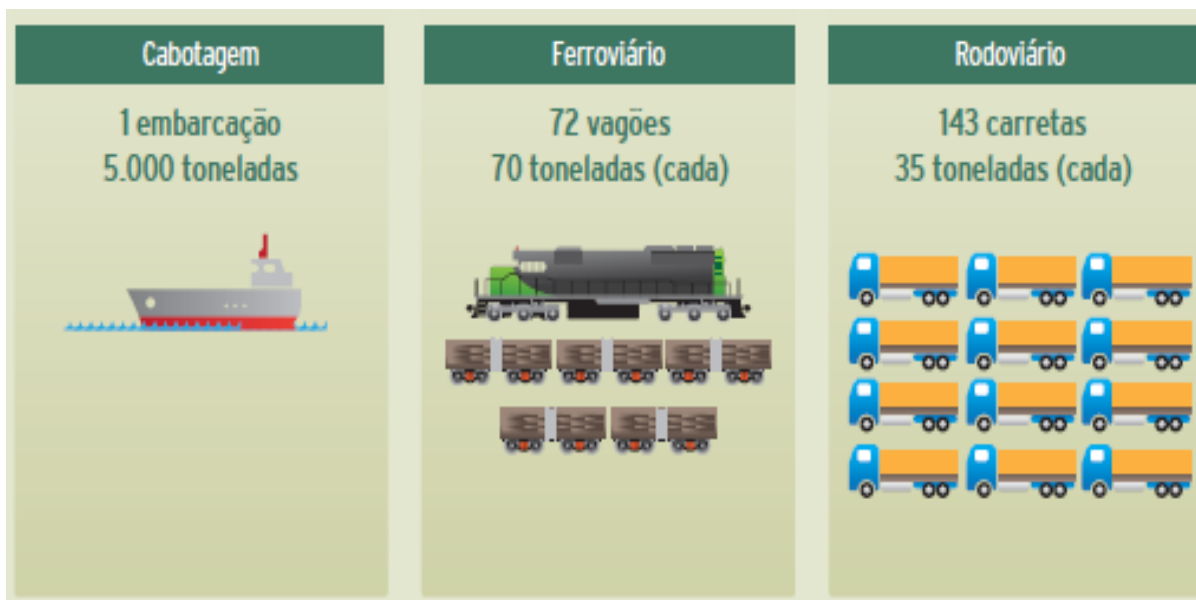 Cabotagem
1 embarcação
5.000 toneladas
Ferroviário
72 vagões
70 toneladas (cada)
Rodoviário
143 carretas
35 toneladas (cada)